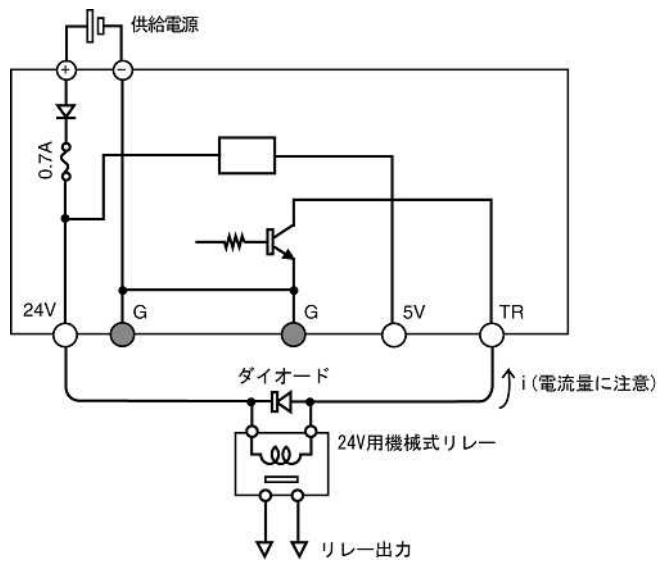 供給電源
+
−
0.7A
24V
G
G
5V
TR
ダイオード
i(電流量に注意)
24V用機械式リレー
リレー出力